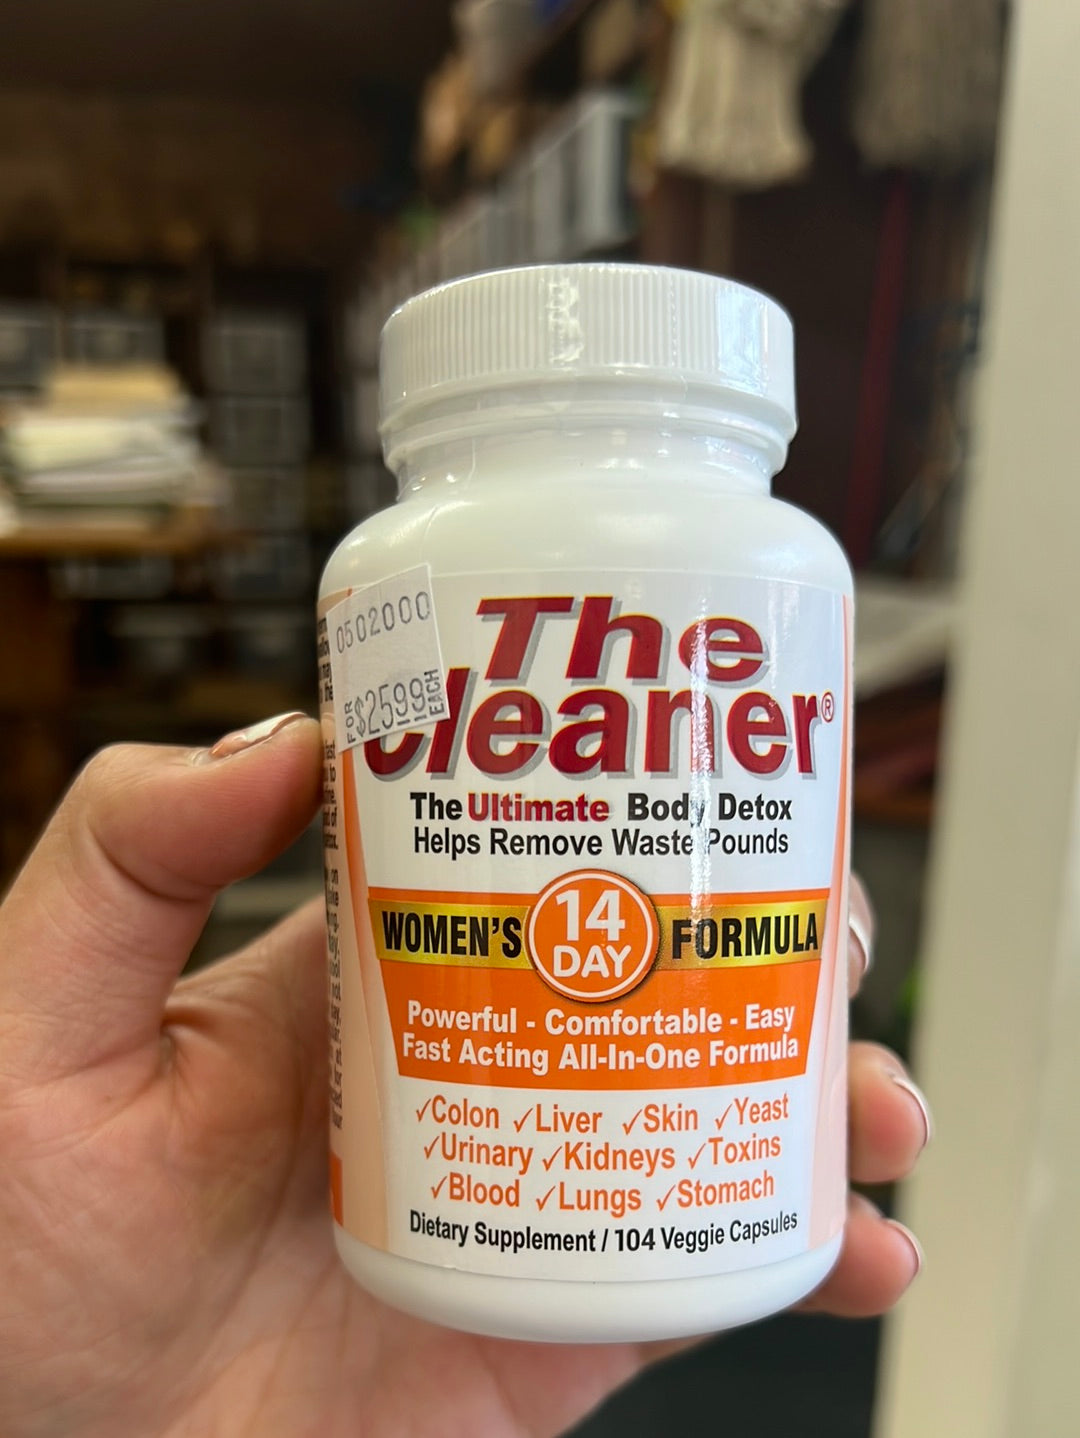 0502000
FOR $25.99 EACH
The
Cleaner®
The Ultimate Body Detox
Helps Remove Waste Pounds
WOMEN'S 14 DAY FORMULA
Powerful - Comfortable - Easy
Fast Acting All-In-One Formula
✓Colon ✓Liver ✓Skin ✓Yeast
✓Urinary ✓Kidneys ✓Toxins
✓Blood ✓Lungs ✓Stomach
Dietary Supplement / 104 Veggie Capsules